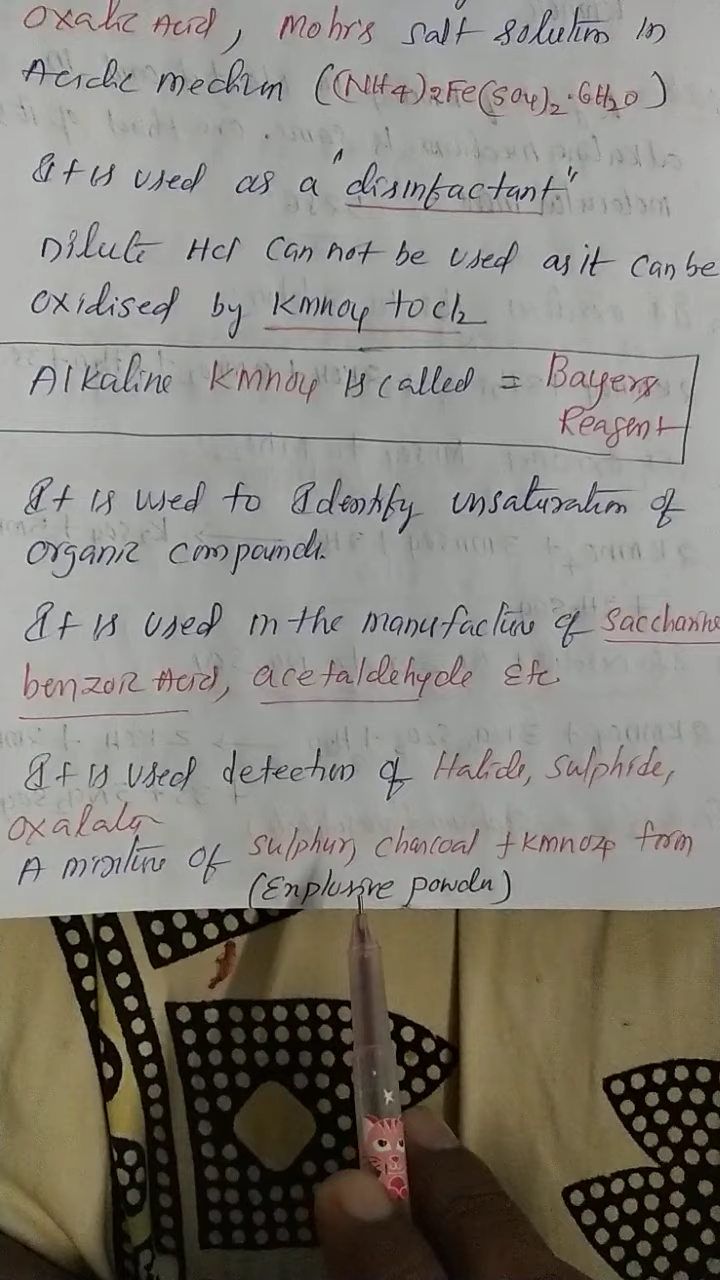 Oxalic Acid, Mohr's salt solution in
Acidic medium ((NH4)2Fe(SO4)2·6H2O)
It is used as a "disinfactant"
Dilute Hcl can not be used as it can be
oxidised by kmno4 to cl2
Alkaline KMnO4 is called = Bayers
Reagent
It is used to Identify unsaturation of
organic compounds.
It is used in the manufacture of saccharine
benzoic Acid, acetaldehyde Etc
It is used detection of Halide, sulphide,
oxalate
A mixture of sulphur, charcoal + kmno4 form
(Explosive powder)